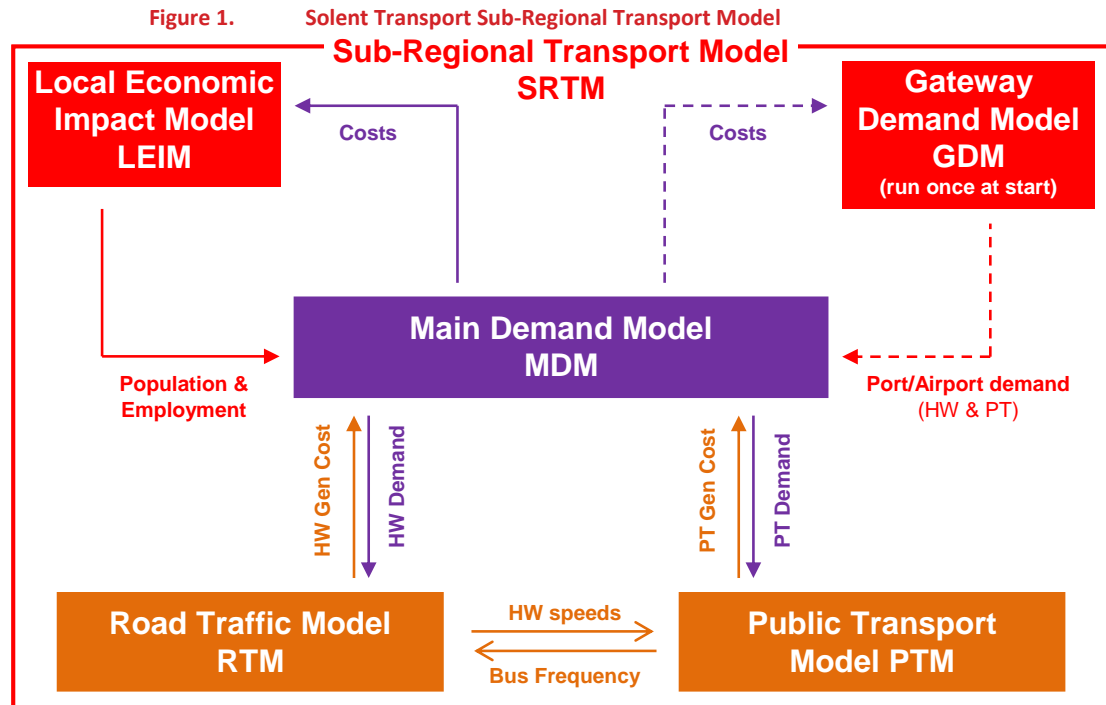 Figure 1. Solent Transport Sub-Regional Transport Model
Sub-Regional Transport Model
SRTM
Local Economic
Impact Model
LEIM
Costs
Costs
Gateway
Demand Model
GDM
(run once at start)
Main Demand Model
MDM
Population &
Employment
Port/Airport demand
(HW & PT)
HW Gen Cost
HW Demand
PT Gen Cost
PT Demand
Road Traffic Model
RTM
HW speeds
Bus Frequency
Public Transport
Model PTM